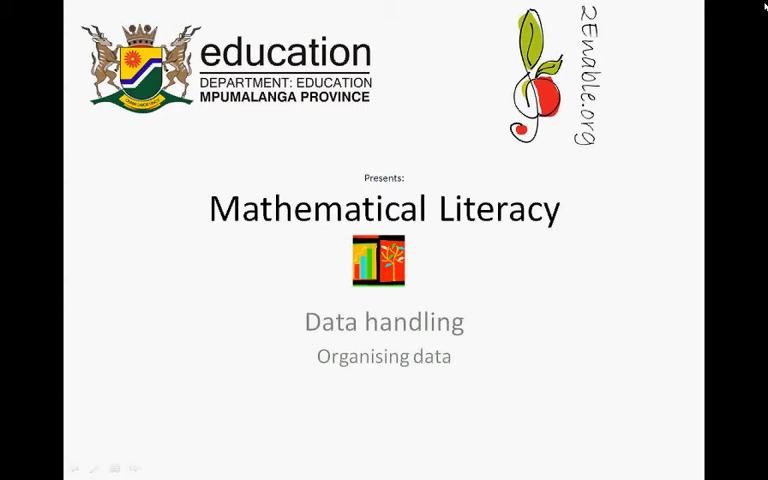 education
DEPARTMENT: EDUCATION
MPUMALANGA PROVINCE
2Enable.org
Presents:
Mathematical Literacy
Data handling
Organising data